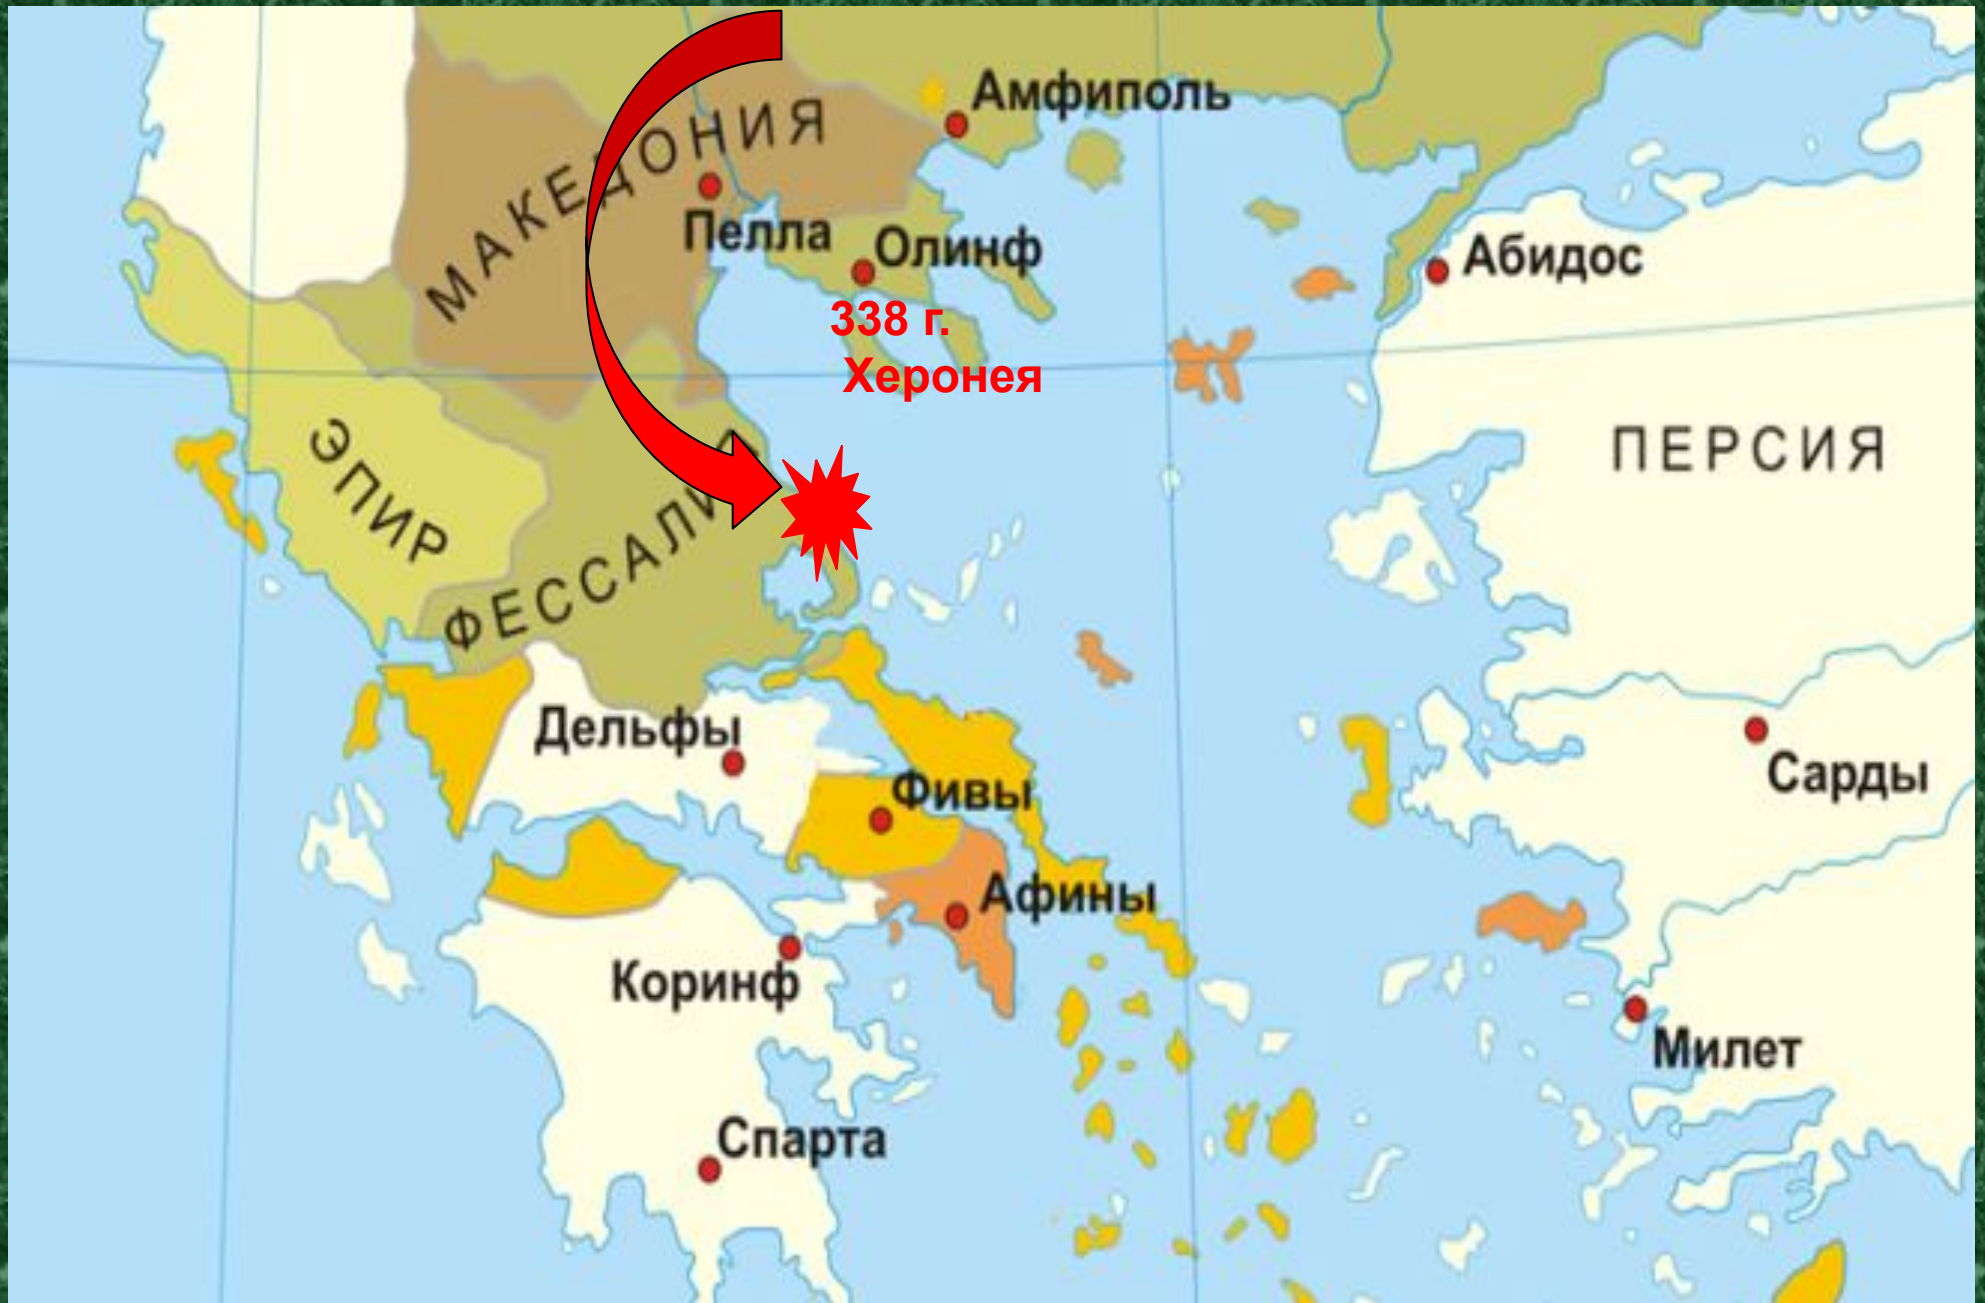 Амфиполь
МАКЕДОНИЯ
Пелла
Олинф
Абидос
338 г.
Херонея
ПЕРСИЯ
ЭПИР
ФЕССАЛИЯ
Дельфы
Сарды
Фивы
Афины
Коринф
Милет
Спарта